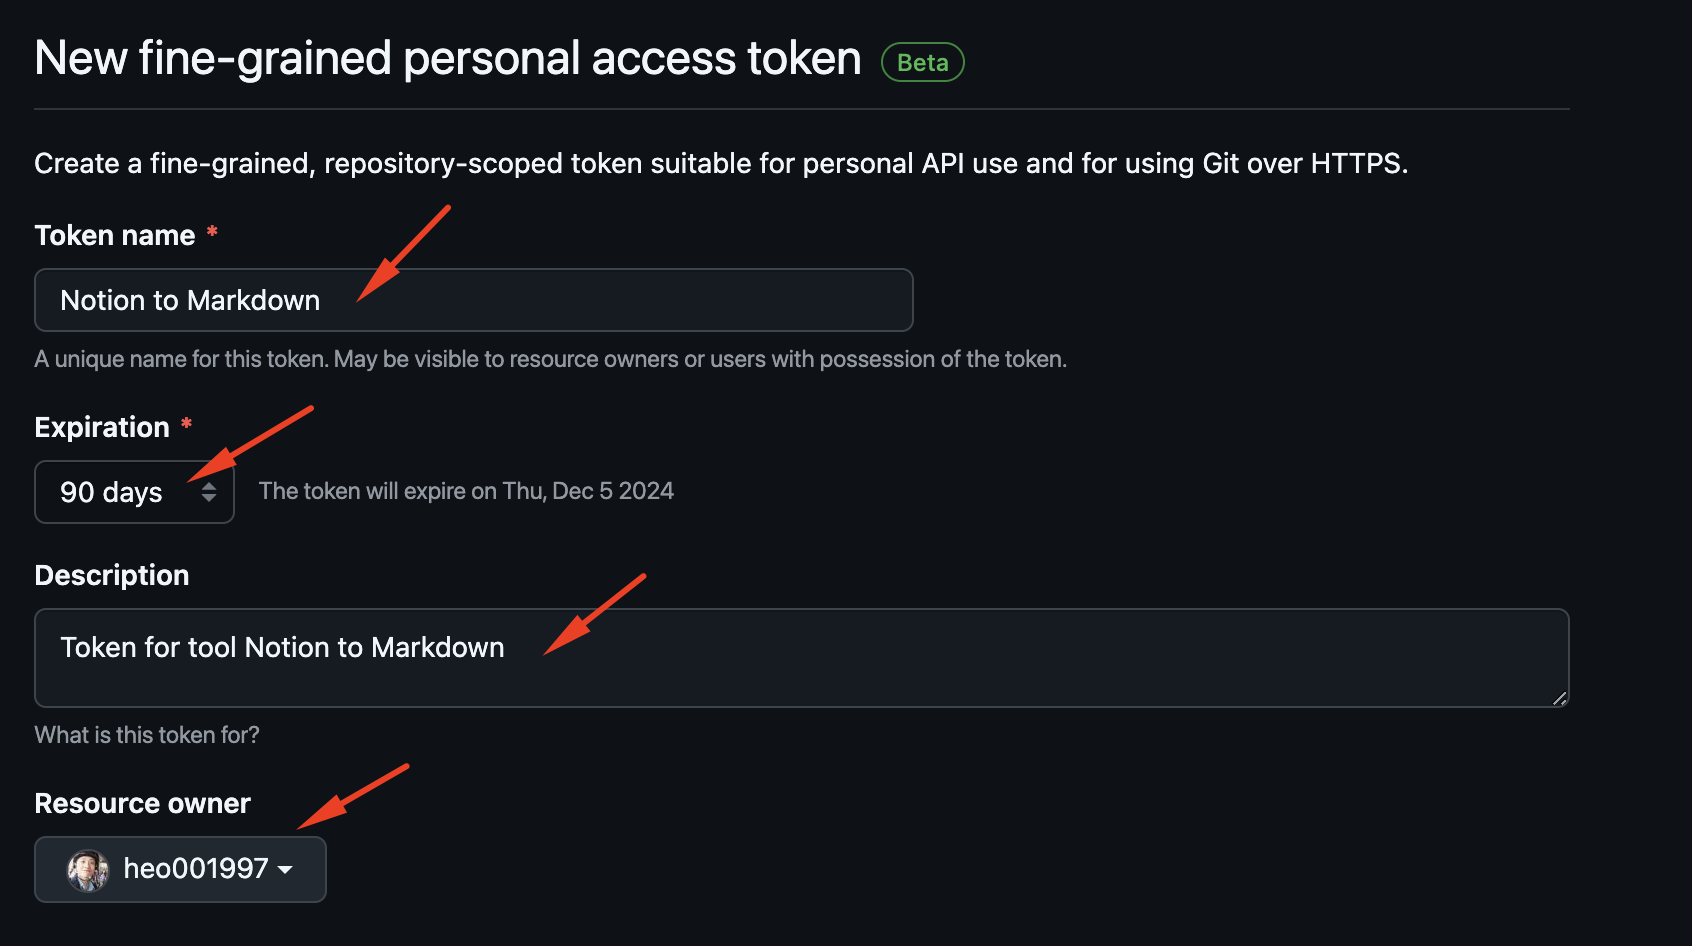 New fine-grained personal access token Beta
Create a fine-grained, repository-scoped token suitable for personal API use and for using Git over HTTPS.
Token name *
Notion to Markdown
A unique name for this token. May be visible to resource owners or users with possession of the token.
Expiration *
90 days The token will expire on Thu, Dec 5 2024
Description
Token for tool Notion to Markdown
What is this token for?
Resource owner
heo001997